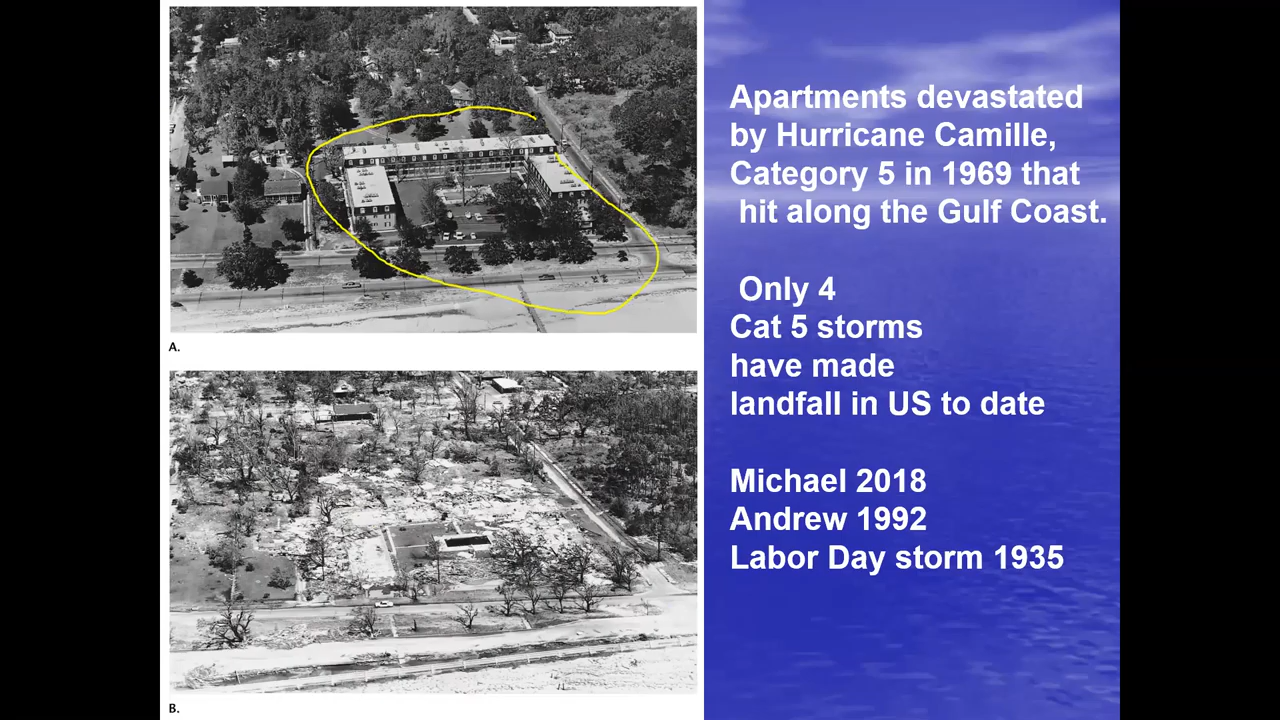 Apartments devastated
by Hurricane Camille,
Category 5 in 1969 that
hit along the Gulf Coast.
Only 4
Cat 5 storms
have made
landfall in US to date
Michael 2018
Andrew 1992
Labor Day storm 1935
A.
B.